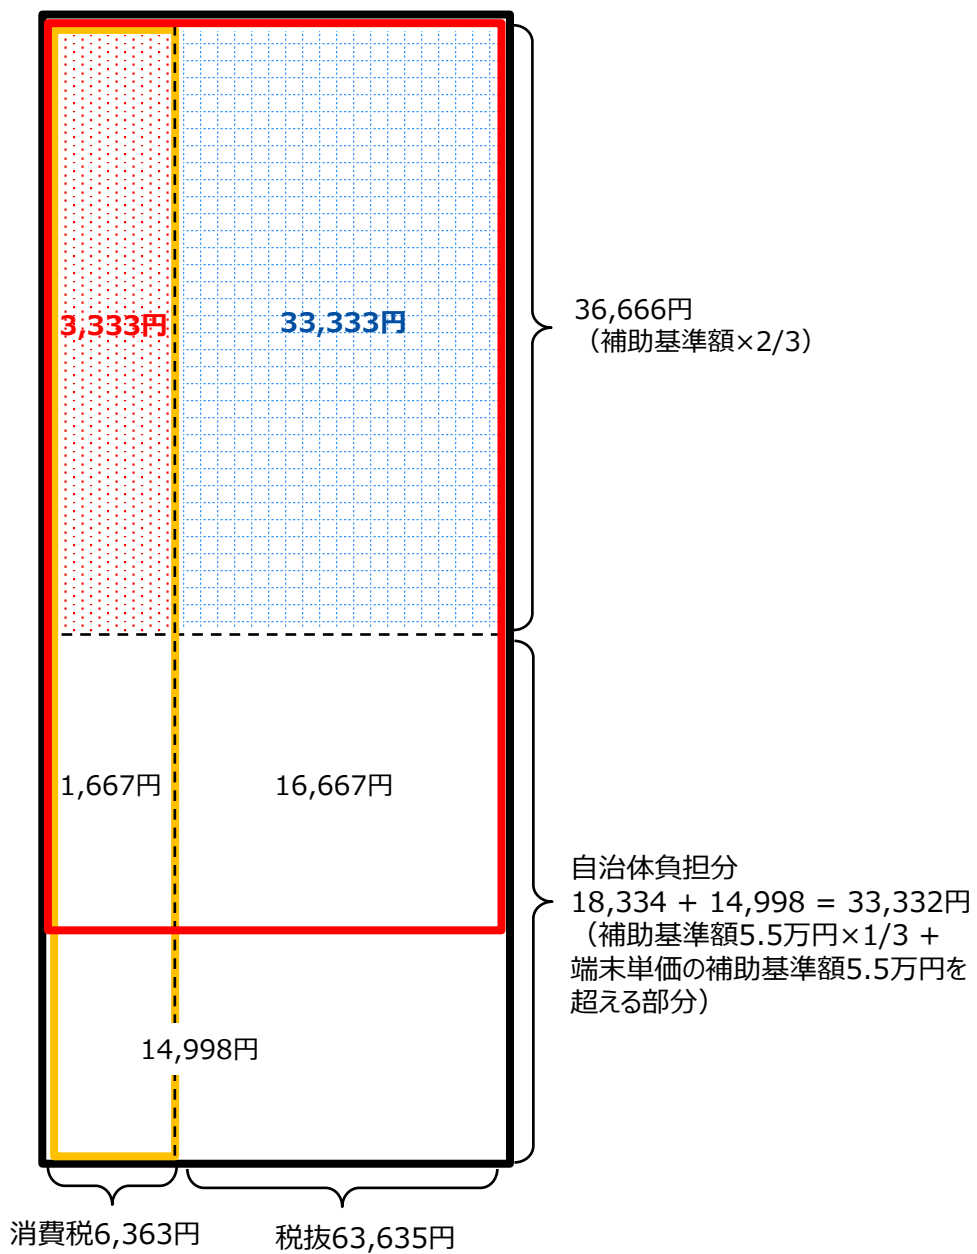 3,333円
33,333円
36,666円
（補助基準額×2/3）
1,667円
16,667円
自治体負担分
18,334 + 14,998 = 33,332円
（補助基準額5.5万円×1/3 +
端末単価の補助基準額5.5万円を
超える部分）
14,998円
消費税6,363円
税抜63,635円